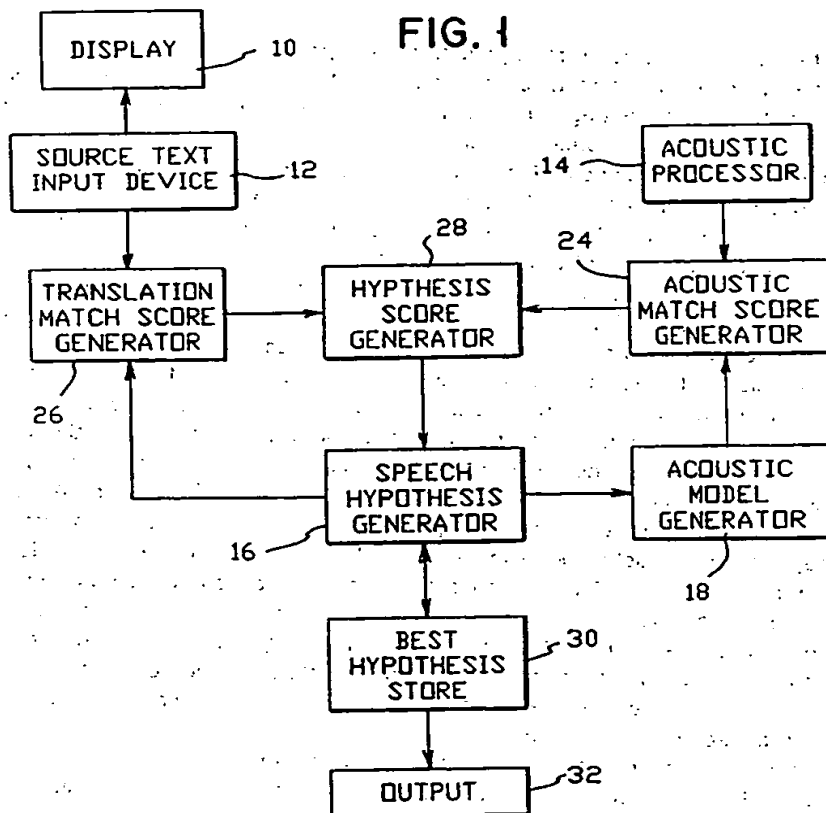 FIG. 1
DISPLAY
10
SOURCE TEXT
INPUT DEVICE
12
ACOUSTIC
PROCESSOR
14
28
24
TRANSLATION
MATCH SCORE
GENERATOR
26
HYPTHESIS
SCORE
GENERATOR
ACOUSTIC
MATCH SCORE
GENERATOR
SPEECH
HYPOTHESIS
GENERATOR
16
ACOUSTIC
MODEL
GENERATOR
18
BEST
HYPOTHESIS
STORE
30
OUTPUT
32